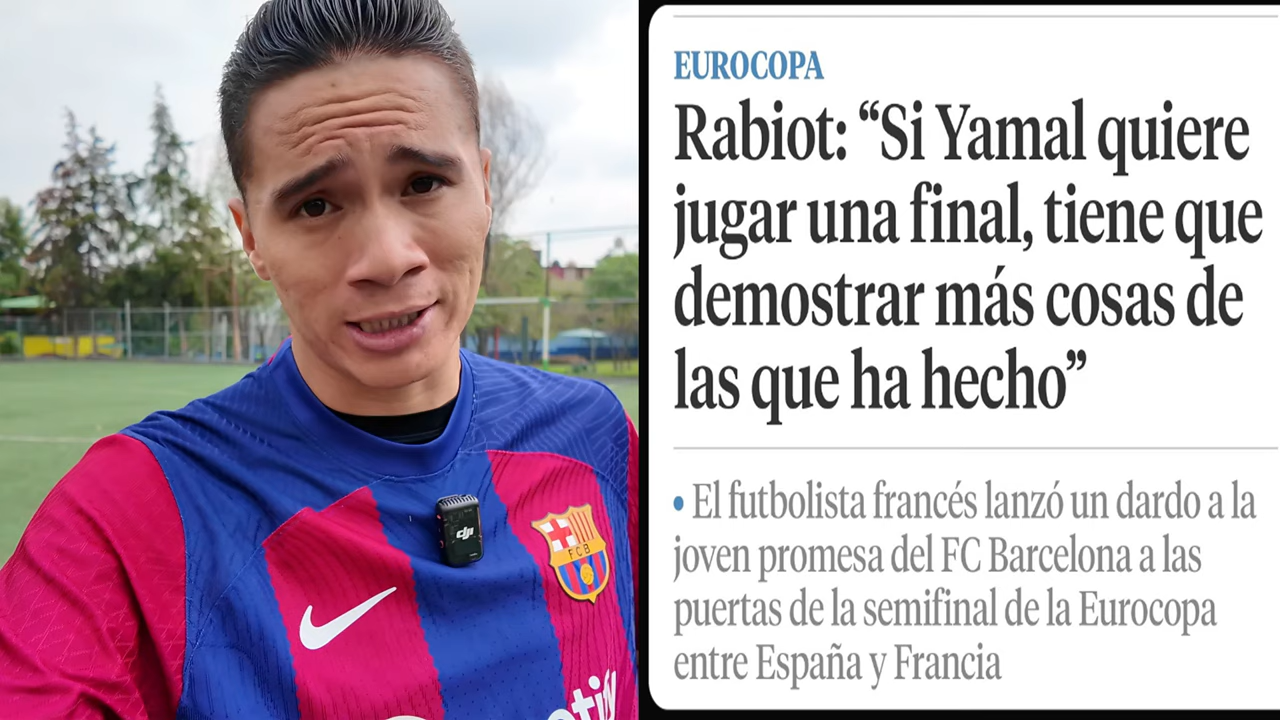 dji
FCB
EUROCOPA
Rabiot: “Si Yamal quiere
jugar una final, tiene que
demostrar más cosas de
las que ha hecho”
• El futbolista francés lanzó un dardo a la
joven promesa del FC Barcelona a las
puertas de la semifinal de la Eurocopa
entre España y Francia